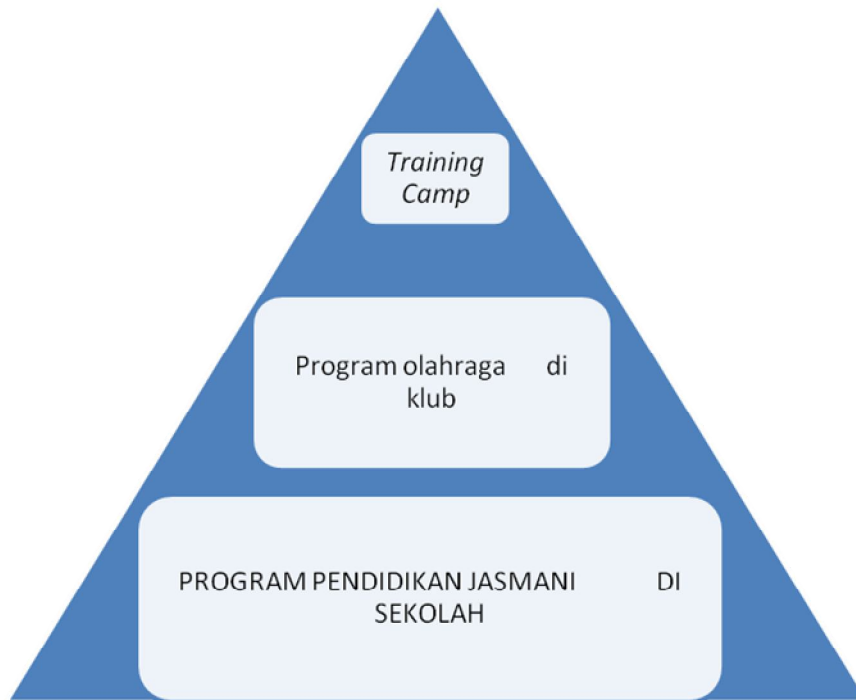 Training
Camp
Program olahraga di
klub
PROGRAM PENDIDIKAN JASMANI DI
SEKOLAH